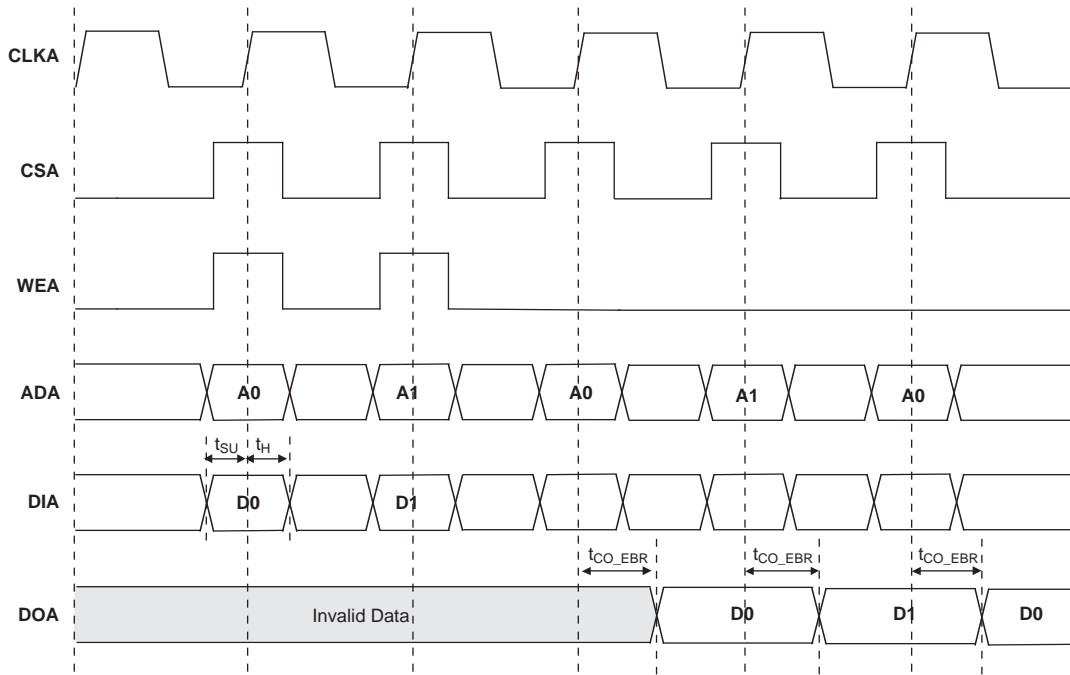 CLKA
CSA
WEA
ADA A0 A1 A0 A1 A0
tSU tH
DIA D0 D1
tCO_EBR tCO_EBR tCO_EBR
DOA Invalid Data D0 D1 D0